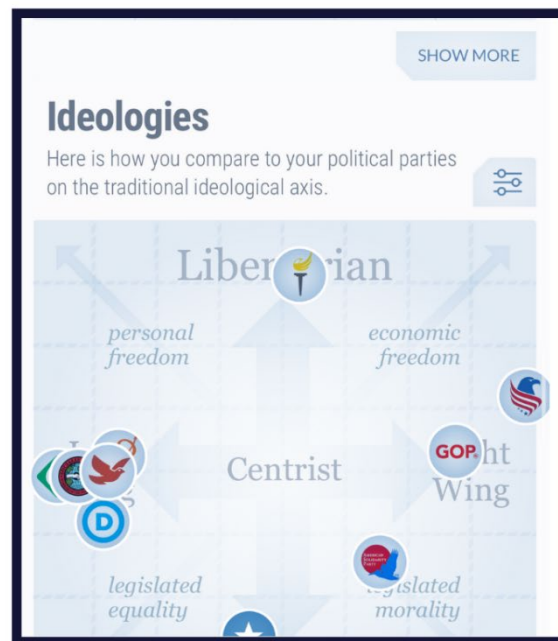 SHOW MORE
Ideologies
Here is how you compare to your political parties
on the traditional ideological axis.
personal
freedom
economic
freedom
GOP
Centrist
Wing
D
legislated
equality
morality